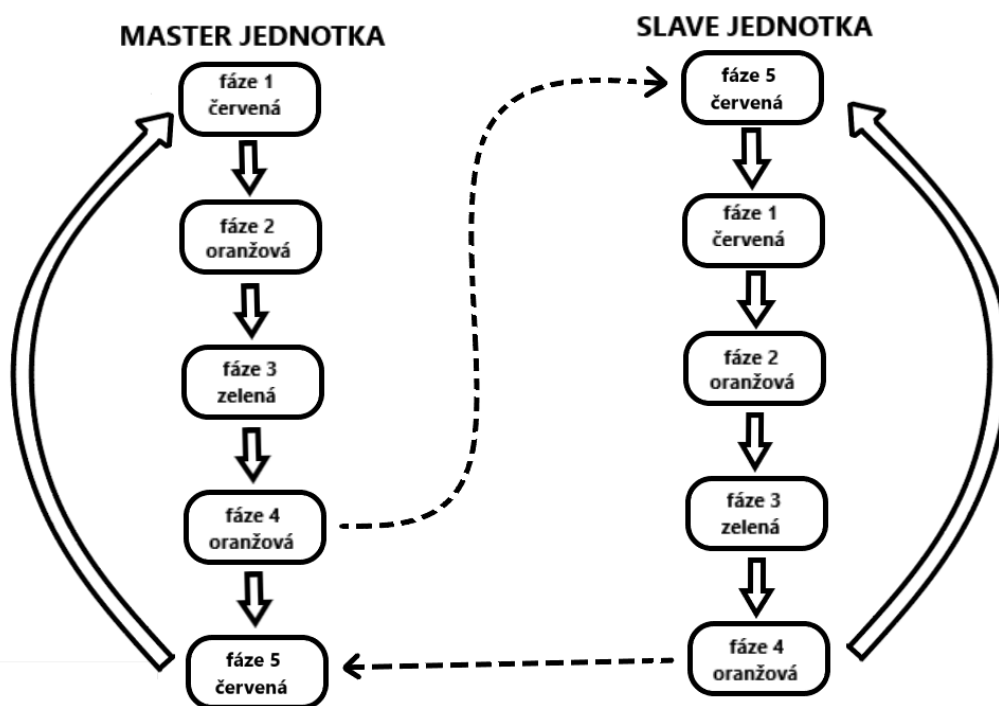 MASTER JEDNOTKA
fáze 1
červená
fáze 2
oranžová
fáze 3
zelená
fáze 4
oranžová
fáze 5
červená
SLAVE JEDNOTKA
fáze 5
červená
fáze 1
červená
fáze 2
oranžová
fáze 3
zelená
fáze 4
oranžová